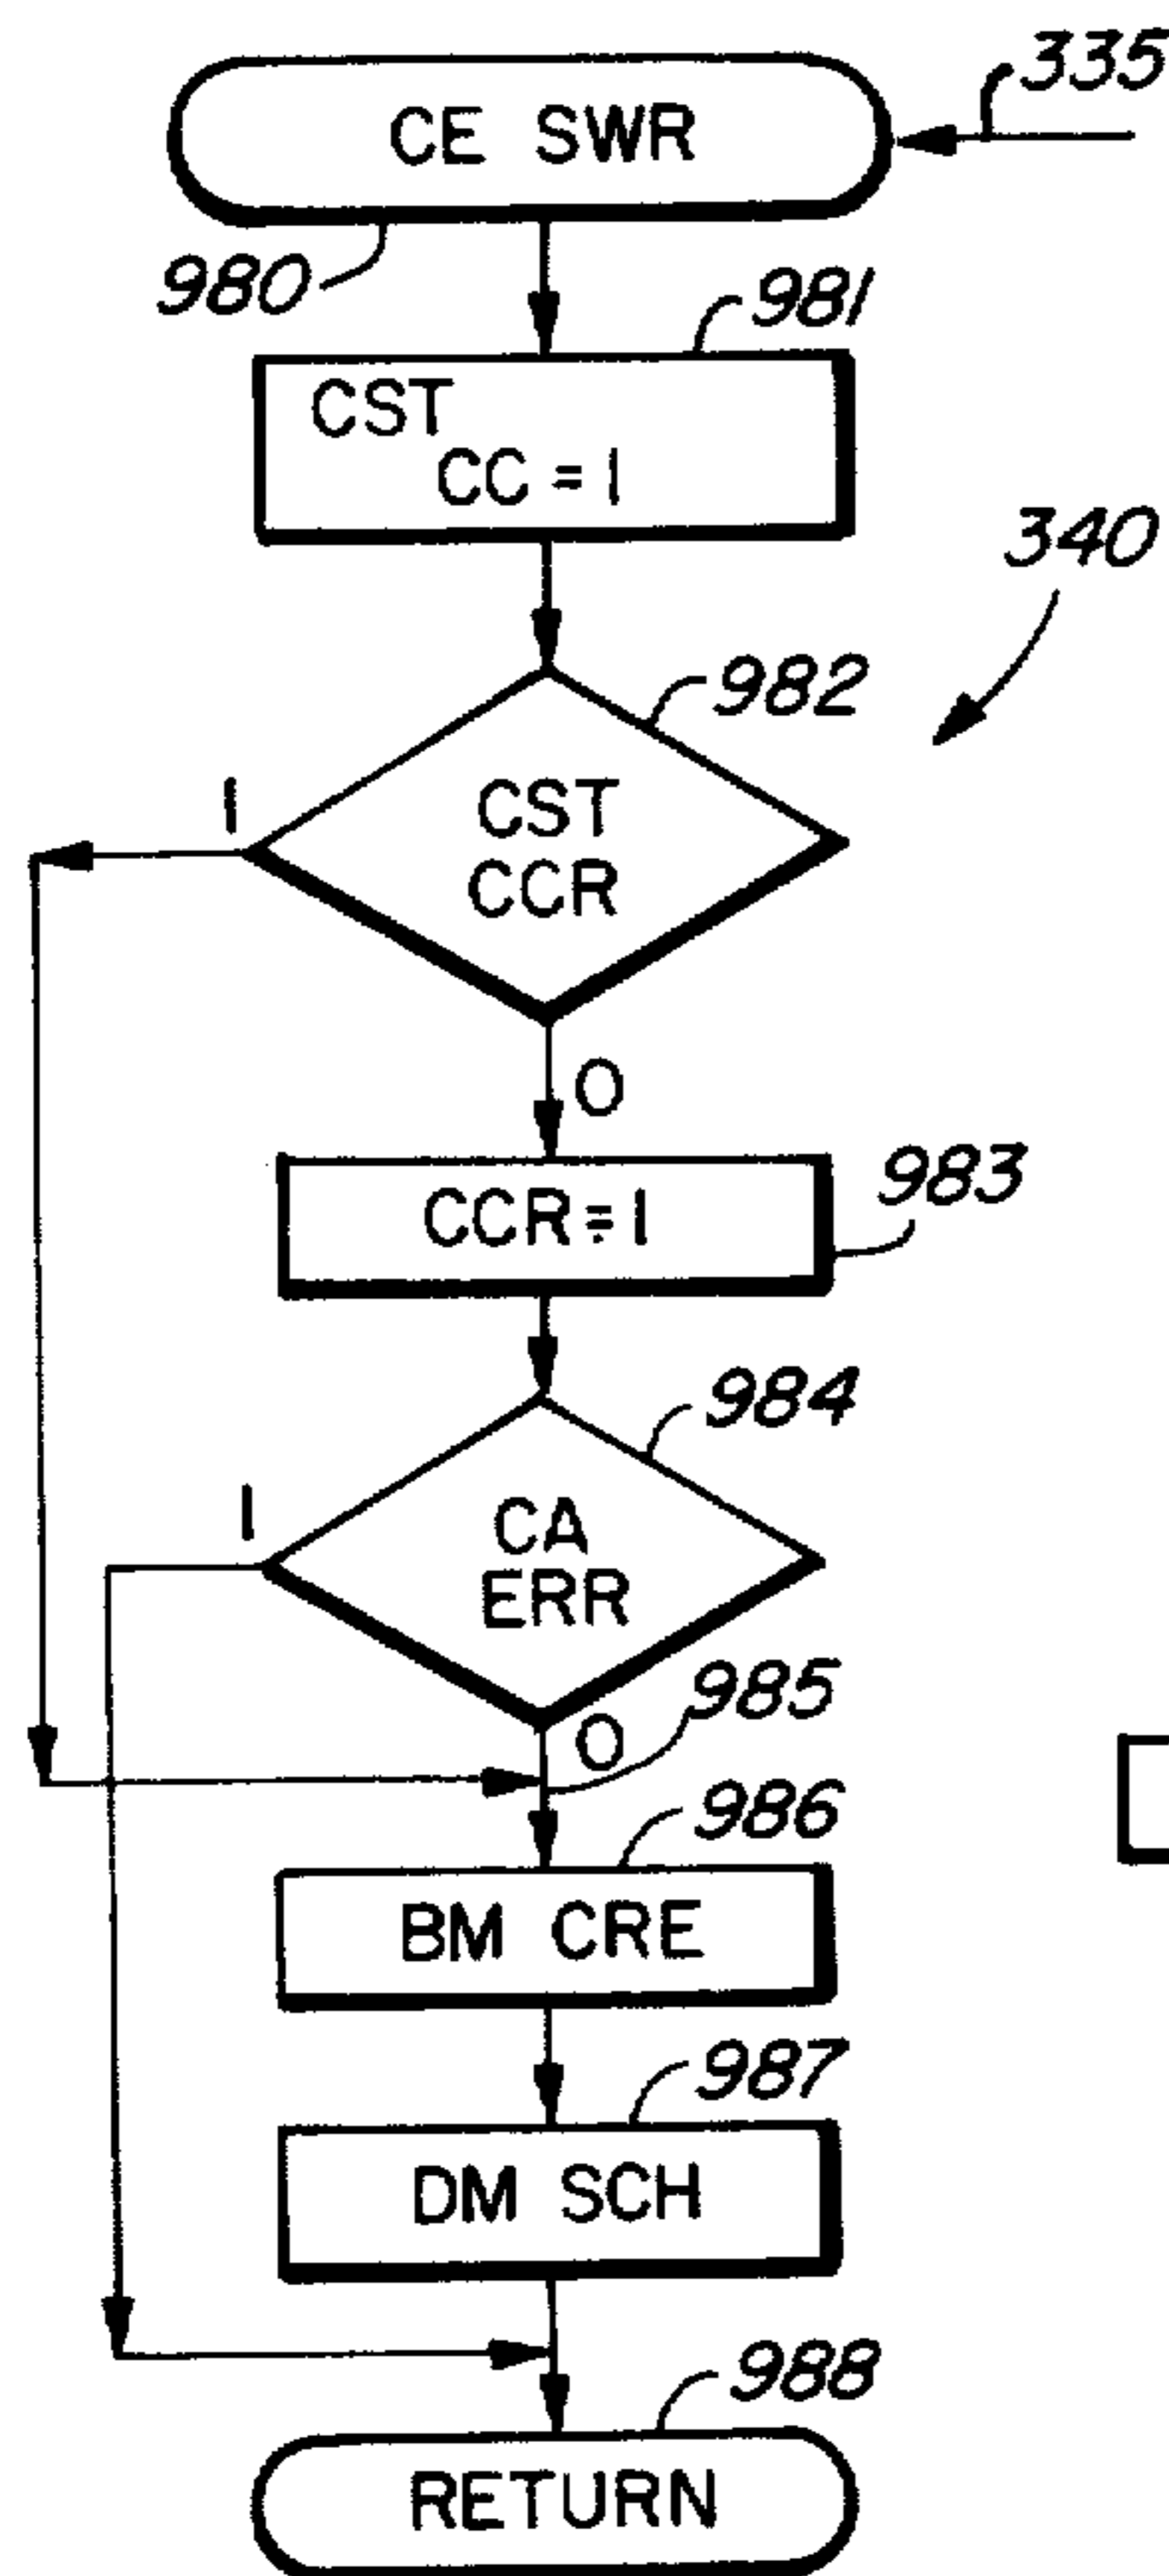 335
CE SWR
980
981
CST
CC = 1
340
982
1
CST
CCR
0
983
CCR = 1
984
1
CA
ERR
985
0
986
BM CRE
987
DM SCH
988
RETURN